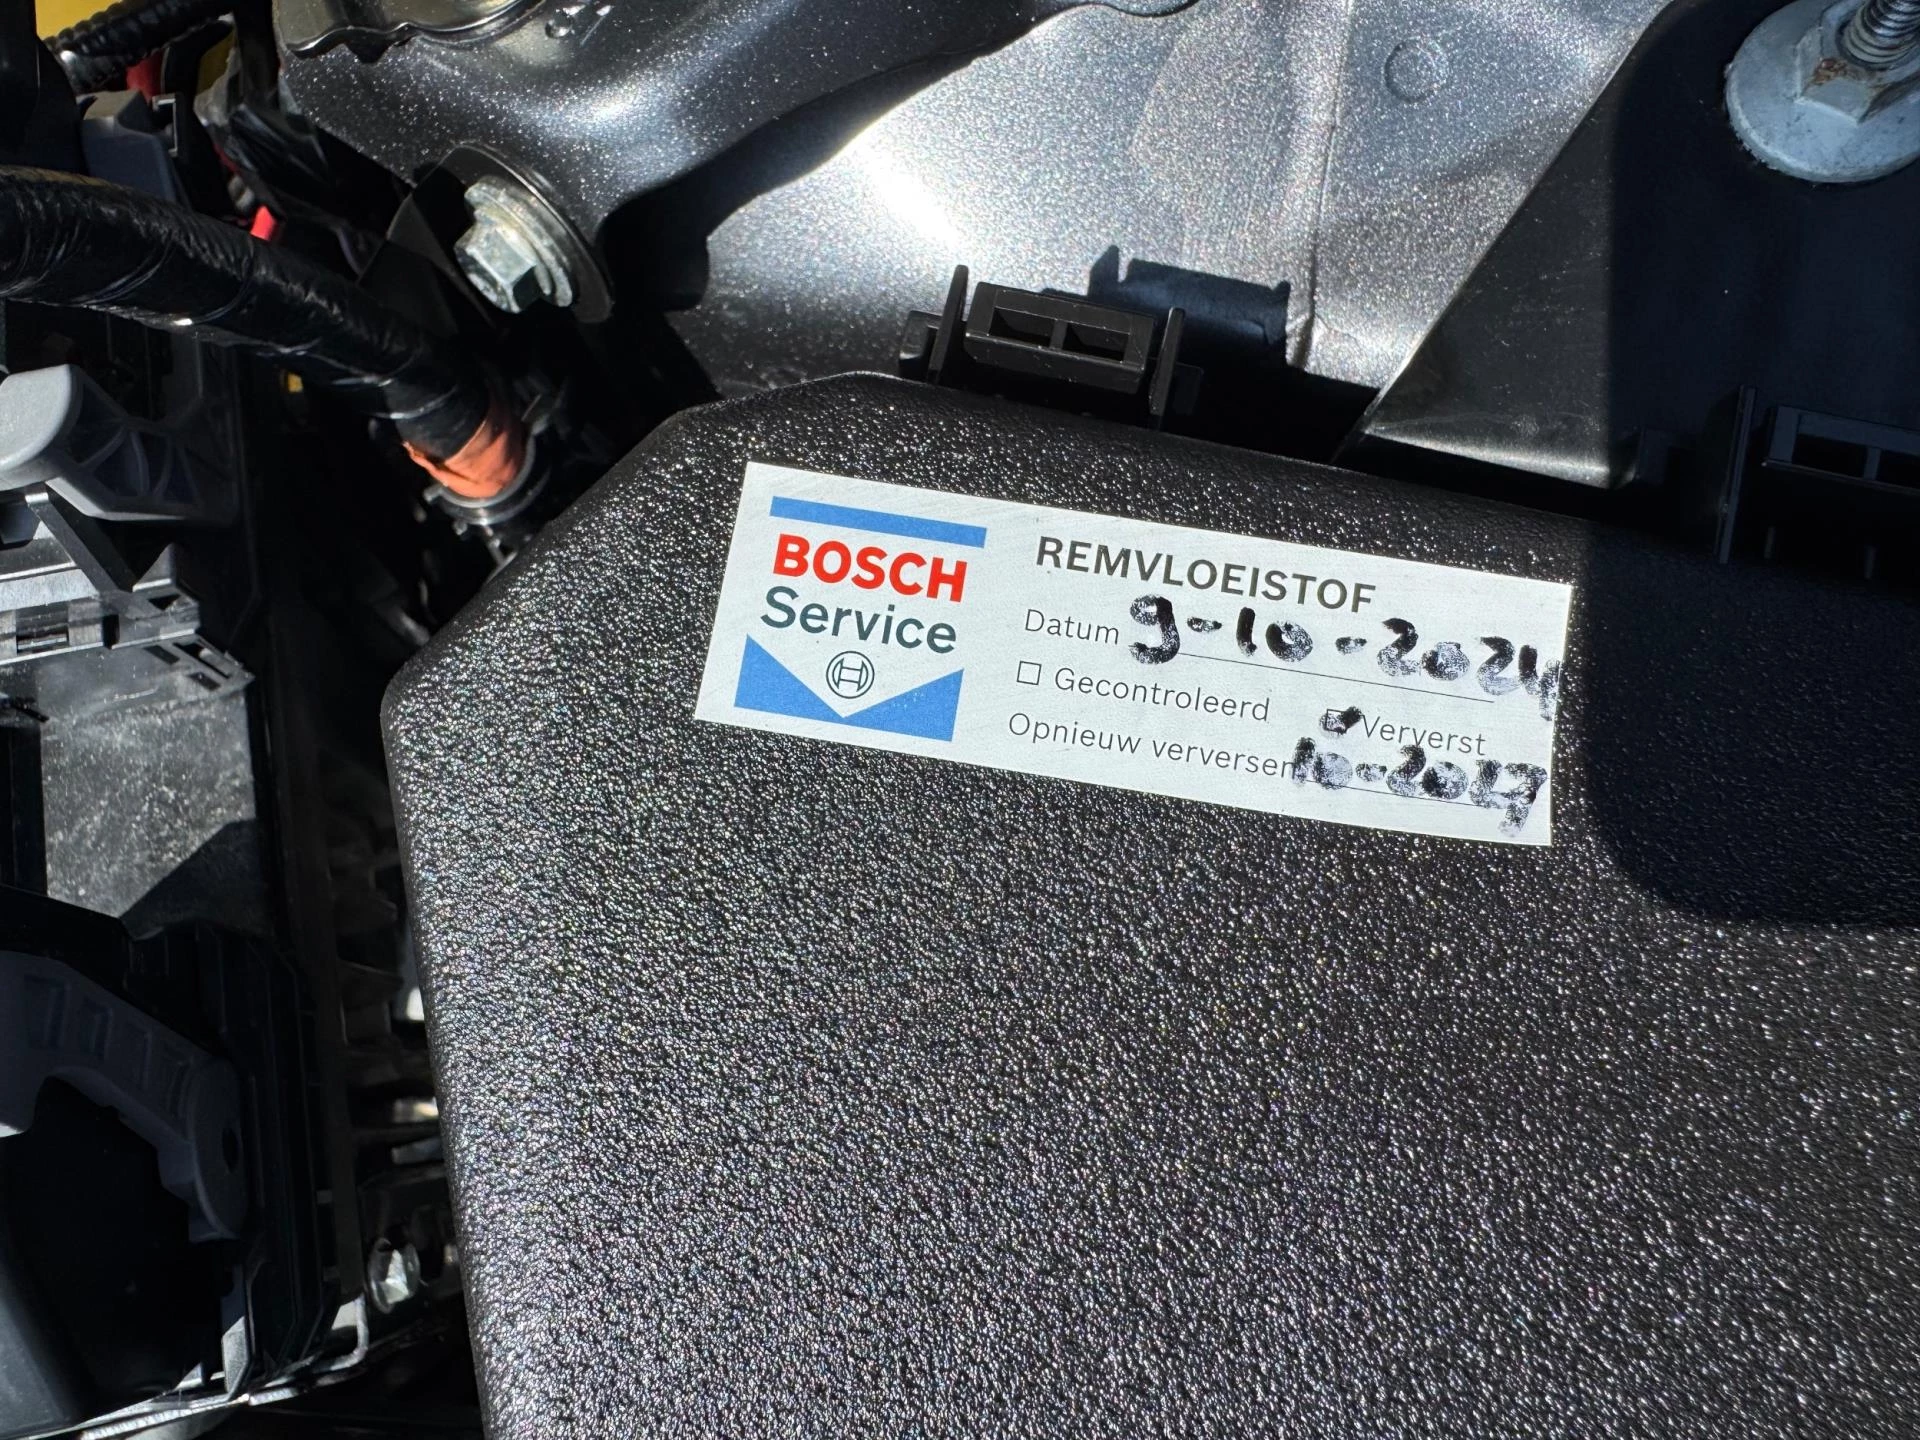 BOSCH
Service
REMVLOEISTOF
Datum 9-10-2024
☐ Gecontroleerd ☑ Ververst
Opnieuw verversen 10-2027